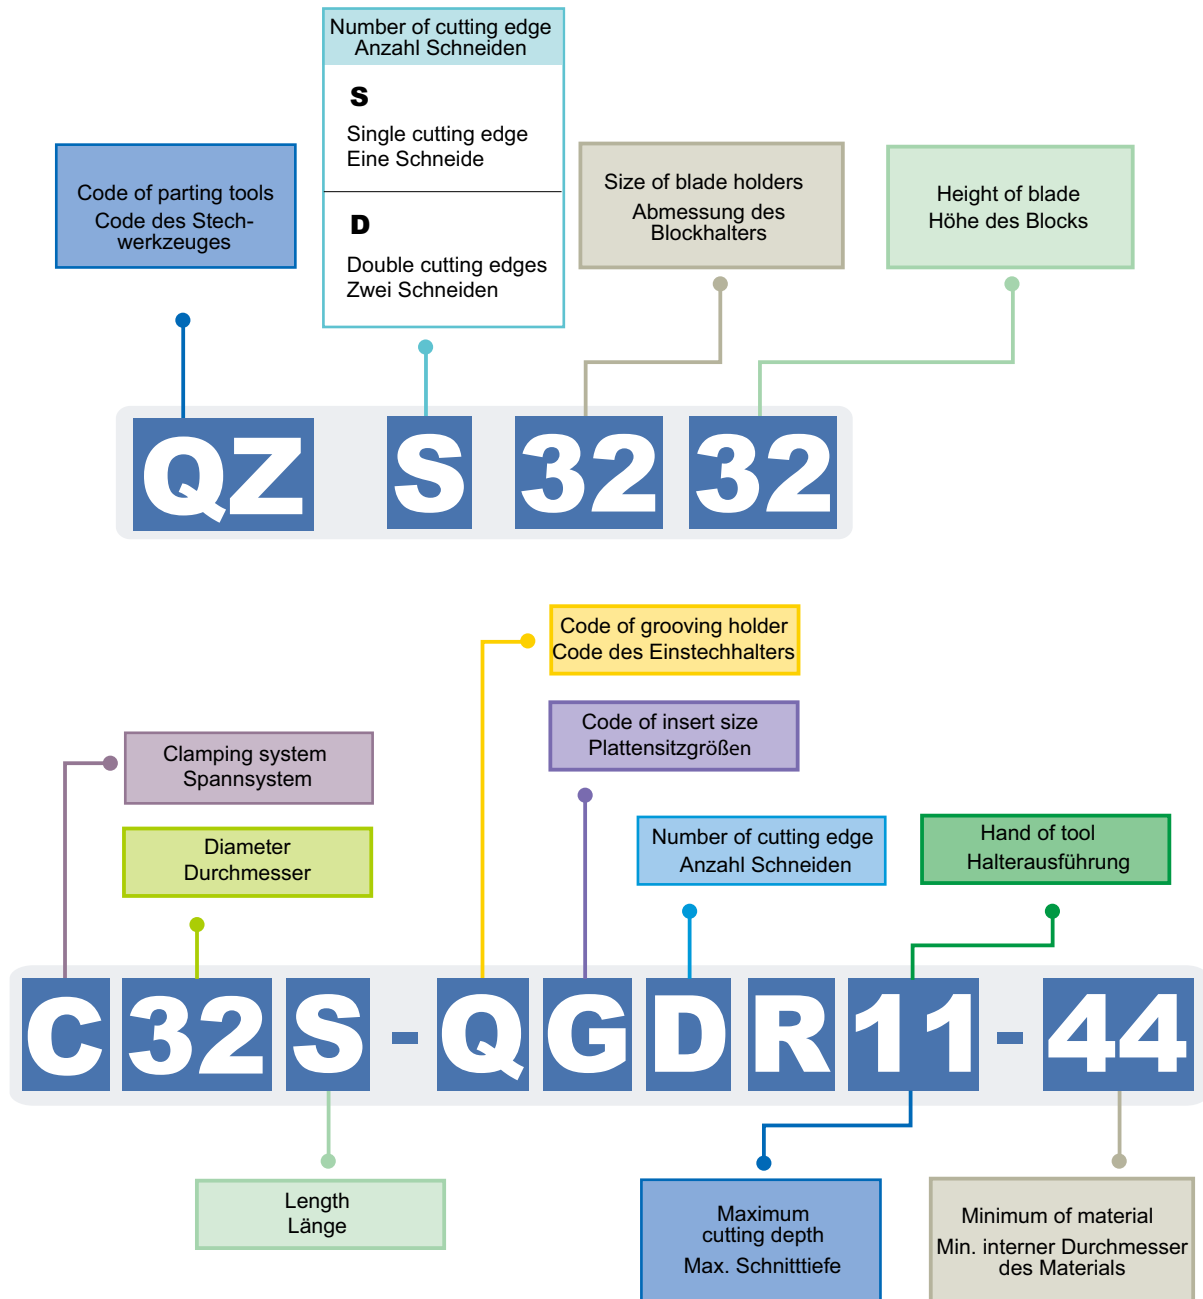 Number of cutting edge
Anzahl Schneiden
S
Single cutting edge
Eine Schneide
D
Double cutting edges
Zwei Schneiden
Code of parting tools
Code des Stech-
werkzeuges
Size of blade holders
Abmessung des
Blockhalters
Height of blade
Höhe des Blocks
QZ S 32 32
Code of grooving holder
Code des Einstechhalters
Code of insert size
Plattensitzgrößen
Clamping system
Spannsystem
Diameter
Durchmesser
Number of cutting edge
Anzahl Schneiden
Hand of tool
Halterausführung
C 32 S - Q G D R 11 - 44
Length
Länge
Maximum
cutting depth
Max. Schnitttiefe
Minimum of material
Min. interner Durchmesser
des Materials